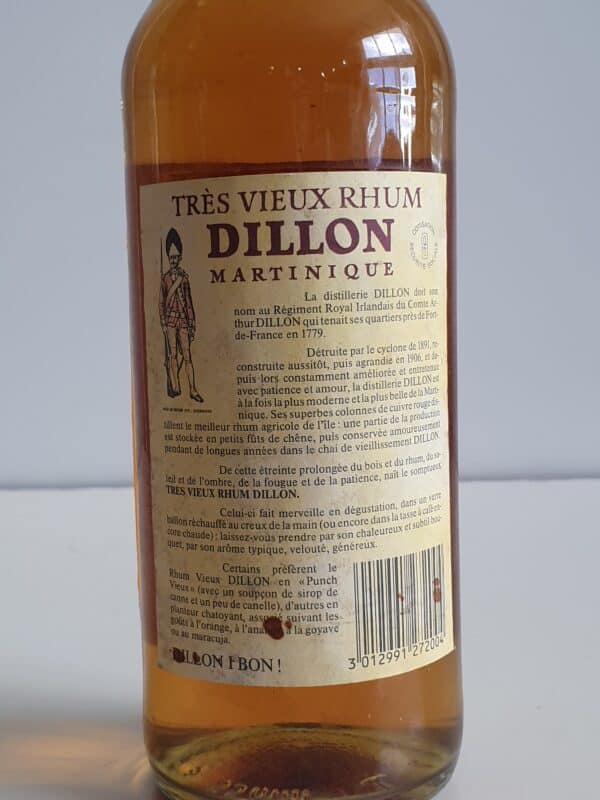 TRÈS VIEUX RHUM
DILLON
MARTINIQUE
COTISATION
SÉCURITÉ SOCIALE
La distillerie DILLON doit son
nom au Régiment Royal Irlandais du Comte Ar-
thur DILLON qui tenait ses quartiers près de Fort-
de-France en 1779.
Détruite par le cyclone de 1891, re-
construite aussitôt, puis agrandie en 1906, et de-
puis lors constamment améliorée et entretenue
avec patience et amour, la distillerie DILLON est
à la fois la plus moderne et la plus belle de la Marti-
nique. Ses superbes colonnes de cuivre rouge dis-
tillent le meilleur rhum agricole de l'île : une partie de la production
est stockée en petits fûts de chêne, puis conservée amoureusement
pendant de longues années dans le chai de vieillissement DILLON.
De cette étreinte prolongée du bois et du rhum, du so-
leil et de l'ombre, de la fougue et de la patience, naît le somptueux
TRES VIEUX RHUM DILLON.
Celui-ci fait merveille en dégustation, dans un verre
ballon réchauffé au creux de la main (ou encore dans la tasse à café en-
core chaude) : laissez-vous prendre par son chaleureux et subtil bou-
quet, par son arôme typique, velouté, généreux.
Certains préfèrent le
Rhum Vieux DILLON en «Punch
Vieux» (avec un soupçon de sirop de
canne et un peu de canelle), d'autres en
planteur chatoyant, associé suivant les
goûts à l'orange, à l'ananas à la goyave
ou au maracuja.
DILLON I BON !
3 012991 272004